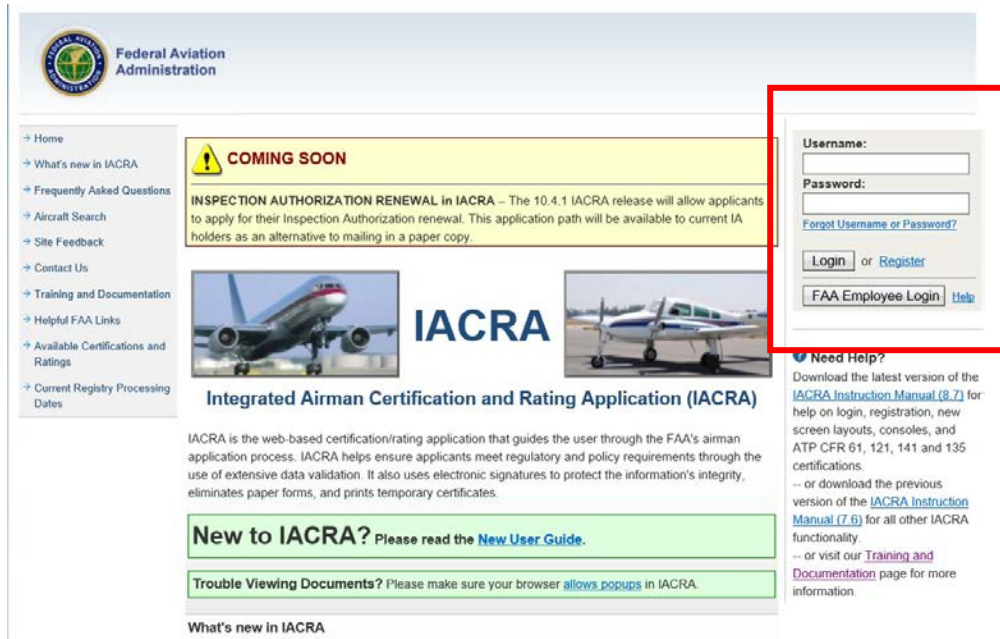 Federal Aviation
Administration
Home
What's new in IACRA
Frequently Asked Questions
Aircraft Search
Site Feedback
Contact Us
Training and Documentation
Helpful FAA Links
Available Certifications and
Ratings
Current Registry Processing
Dates
COMING SOON
INSPECTION AUTHORIZATION RENEWAL in IACRA – The 10.4.1 IACRA release will allow applicants
to apply for their Inspection Authorization renewal. This application path will be available to current IA
holders as an alternative to mailing in a paper copy.
IACRA
Integrated Airman Certification and Rating Application (IACRA)
IACRA is the web-based certification/rating application that guides the user through the FAA's airman
application process. IACRA helps ensure applicants meet regulatory and policy requirements through the
use of extensive data validation. It also uses electronic signatures to protect the information's integrity,
eliminates paper forms, and prints temporary certificates.
New to IACRA? Please read the New User Guide.
Trouble Viewing Documents? Please make sure your browser allows popups in IACRA.
What's new in IACRA
Username:
Password:
Forgot Username or Password?
Login or Register
FAA Employee Login Help
Need Help?
Download the latest version of the
IACRA Instruction Manual (8.7) for
help on login, registration, new
screen layouts, consoles, and
ATP CFR 61, 121, 141 and 135
certifications.
-- or download the previous
version of the IACRA Instruction
Manual (7.6) for all other IACRA
functionality.
-- or visit our Training and
Documentation page for more
information.